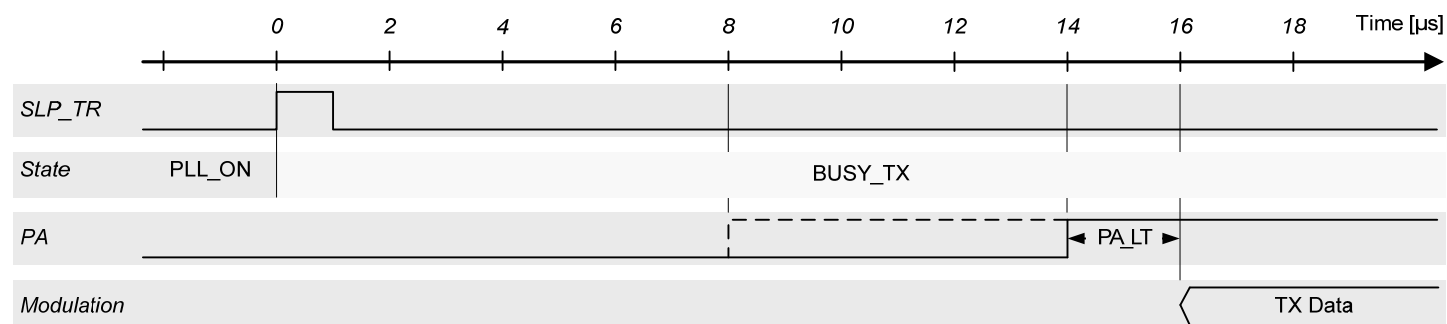 0 2 4 6 8 10 12 14 16 18 Time [µs]
SLP_TR
State PLL_ON BUSY_TX
PA PA_LT
Modulation TX Data